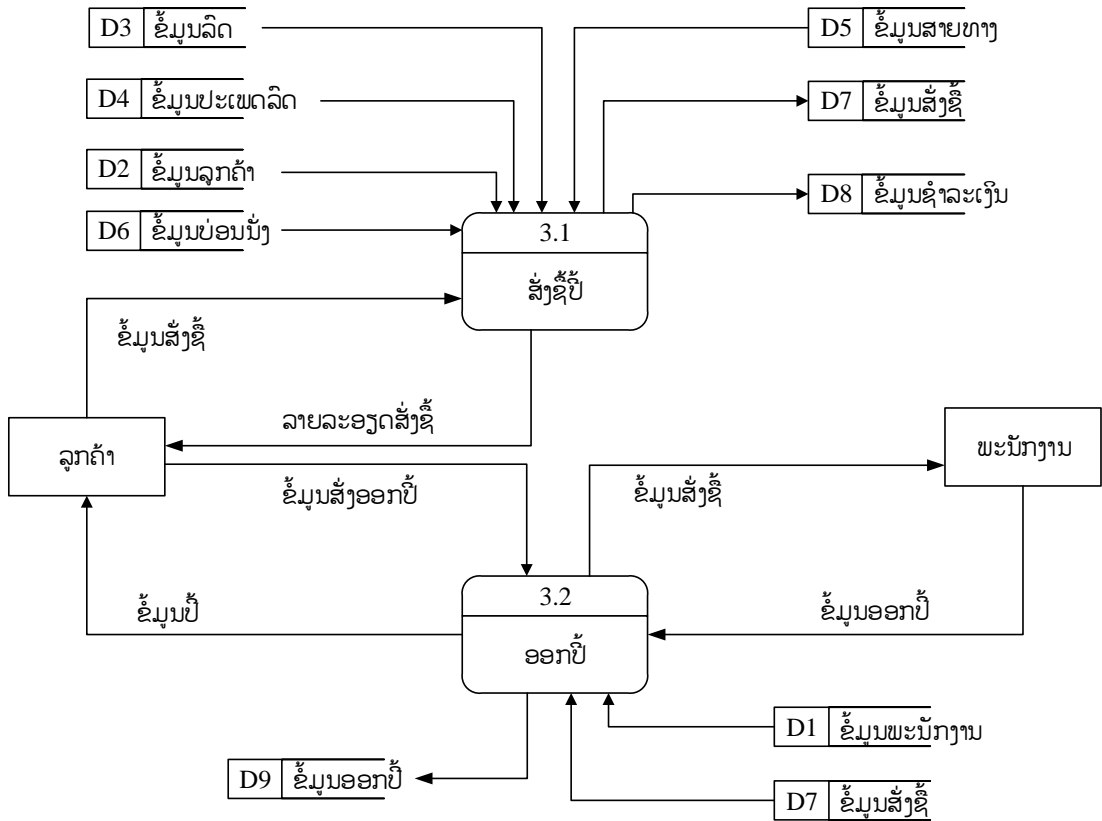 D3 ຂໍ້ມູນລົດ
D5 ຂໍ້ມູນສາຍທາງ
D4 ຂໍ້ມູນປະເພດລົດ
D7 ຂໍ້ມູນສັ່ງຊື້
D2 ຂໍ້ມູນລູກຄ້າ
D8 ຂໍ້ມູນຊຳລະເງິນ
D6 ຂໍ້ມູນບ່ອນນັ່ງ
3.1
ສັ່ງຊື້ປີ້
ຂໍ້ມູນສັ່ງຊື້
ລາຍລະອຽດສັ່ງຊື້
ລູກຄ້າ
ພະນັກງານ
ຂໍ້ມູນສັ່ງອອກປີ້
ຂໍ້ມູນສັ່ງຊື້
3.2
ອອກປີ້
ຂໍ້ມູນປີ້
ຂໍ້ມູນອອກປີ້
D1 ຂໍ້ມູນພະນັກງານ
D9 ຂໍ້ມູນອອກປີ້
D7 ຂໍ້ມູນສັ່ງຊື້